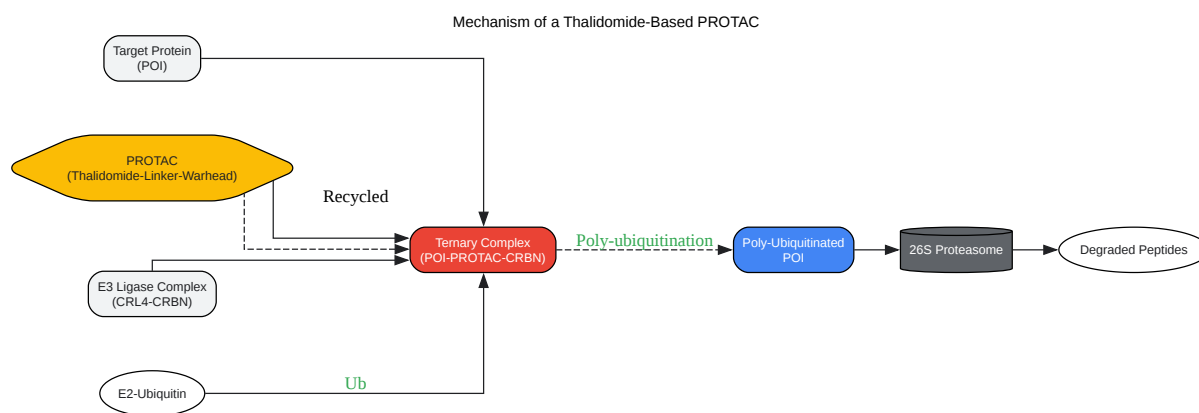 Mechanism of a Thalidomide-Based PROTAC
Target Protein
(POI)
PROTAC
(Thalidomide-Linker-Warhead)
Recycled
E3 Ligase Complex
(CRL4-CRBN)
E2-Ubiquitin
Ub
Ternary Complex
(POI-PROTAC-CRBN)
Poly-ubiquitination
Poly-Ubiquitinated
POI
26S Proteasome
Degraded Peptides